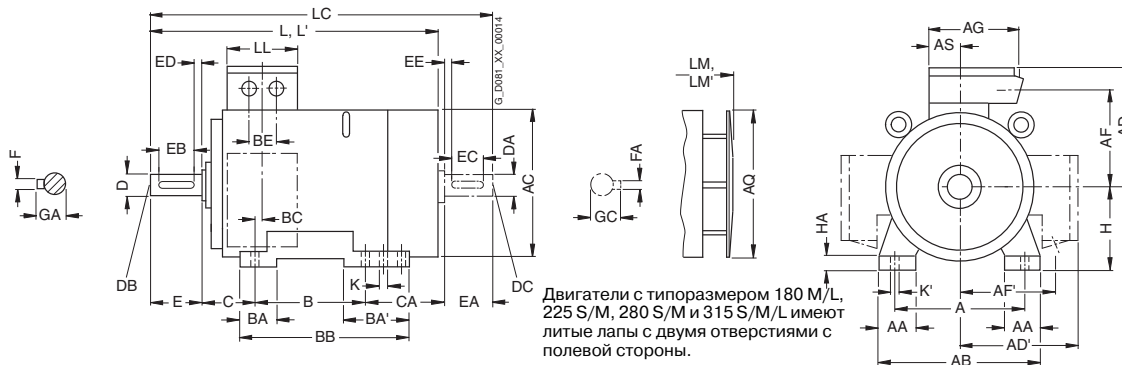 LC
L, L'
LL
ED
EE
G_D081_XX_00014
LM,
LM'
AG
AS
BE
EB
F
D
GA
BC
DA
EC
AC
FA
GC
AQ
AF
AD
HA
H
DB
E
C
B
K
CA
EA
DC
BA
BA'
BB
K'
AF'
A
AA
AA
AD'
AB
Двигатели с типоразмером 180 M/L,
225 S/M, 280 S/M и 315 S/M/L имеют
литые лапы с двумя отверстиями с
полевой стороны.